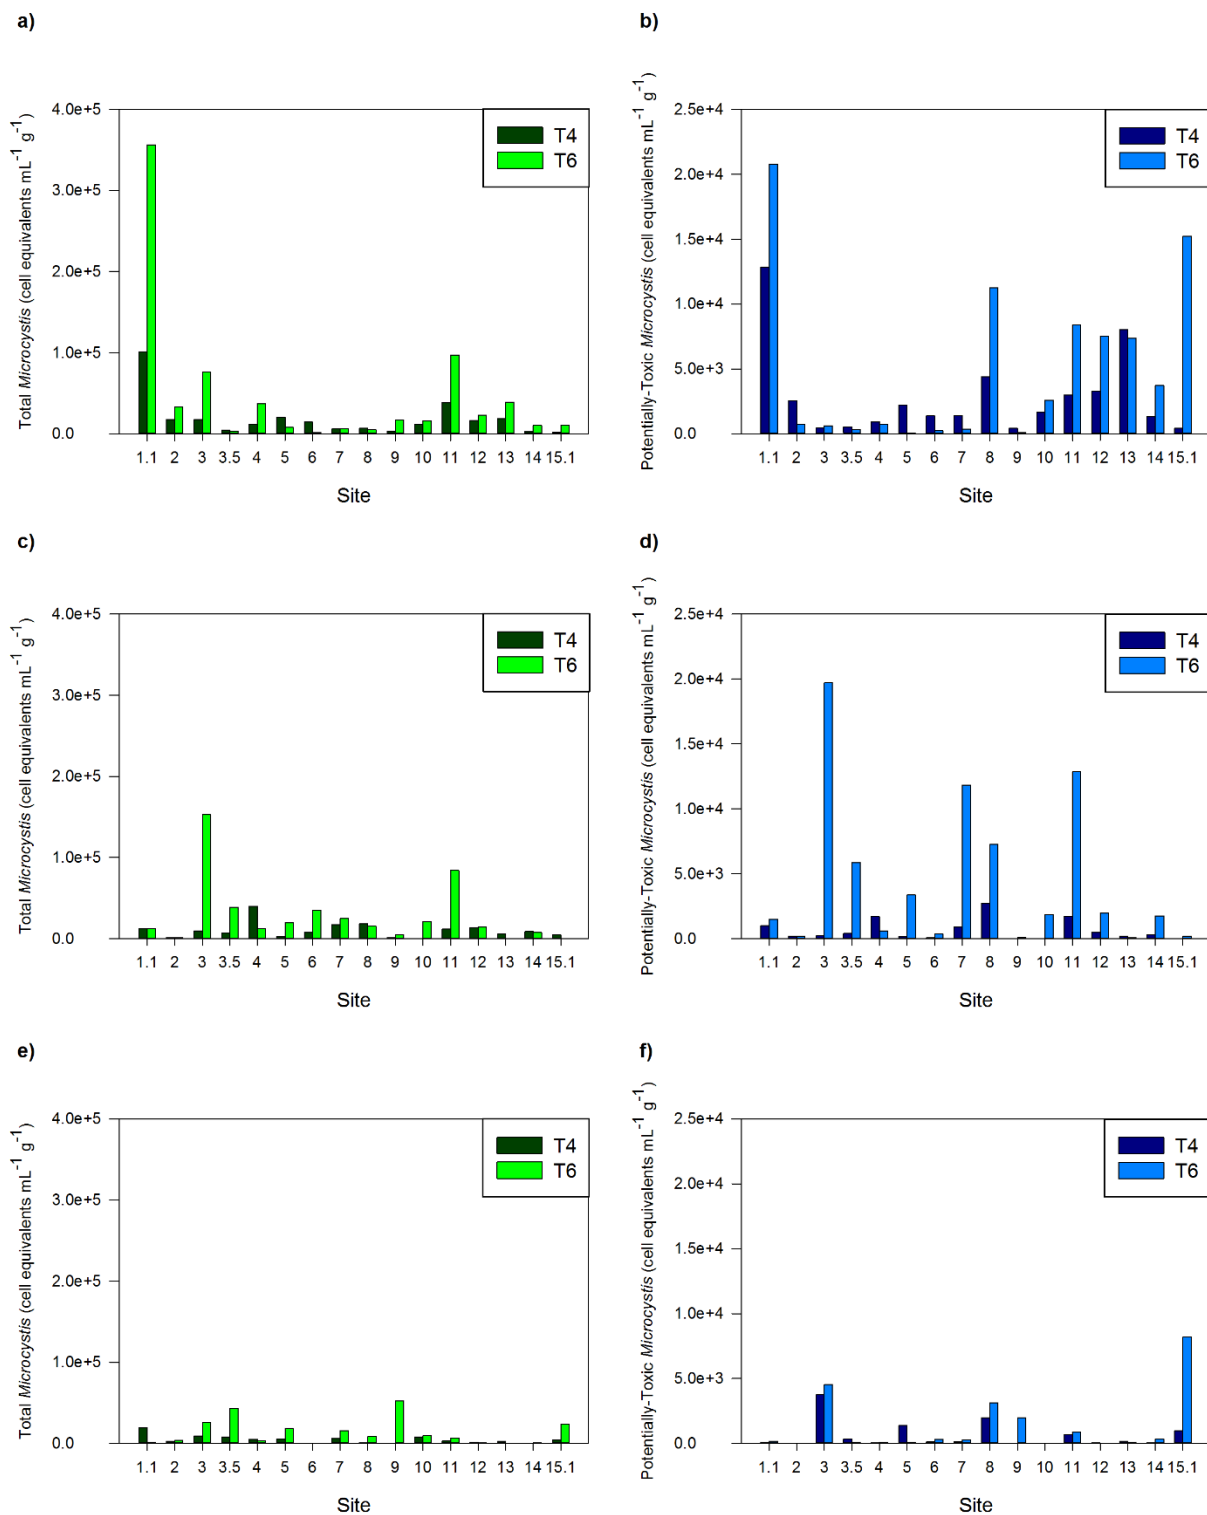 a)
Total Microcystis (cell equivalents mL⁻¹ g⁻¹)
4.0e+5
3.0e+5
2.0e+5
1.0e+5
0.0
T4
T6
1.1 2 3 3.5 4 5 6 7 8 9 10 11 12 13 14 15.1
Site
b)
Potentially-Toxic Microcystis (cell equivalents mL⁻¹ g⁻¹)
2.5e+4
2.0e+4
1.5e+4
1.0e+4
5.0e+3
0.0
T4
T6
1.1 2 3 3.5 4 5 6 7 8 9 10 11 12 13 14 15.1
Site
c)
Total Microcystis (cell equivalents mL⁻¹ g⁻¹)
4.0e+5
3.0e+5
2.0e+5
1.0e+5
0.0
T4
T6
1.1 2 3 3.5 4 5 6 7 8 9 10 11 12 13 14 15.1
Site
d)
Potentially-Toxic Microcystis (cell equivalents mL⁻¹ g⁻¹)
2.5e+4
2.0e+4
1.5e+4
1.0e+4
5.0e+3
0.0
T4
T6
1.1 2 3 3.5 4 5 6 7 8 9 10 11 12 13 14 15.1
Site
e)
Total Microcystis (cell equivalents mL⁻¹ g⁻¹)
4.0e+5
3.0e+5
2.0e+5
1.0e+5
0.0
T4
T6
1.1 2 3 3.5 4 5 6 7 8 9 10 11 12 13 14 15.1
Site
f)
Potentially-Toxic Microcystis (cell equivalents mL⁻¹ g⁻¹)
2.5e+4
2.0e+4
1.5e+4
1.0e+4
5.0e+3
0.0
T4
T6
1.1 2 3 3.5 4 5 6 7 8 9 10 11 12 13 14 15.1
Site